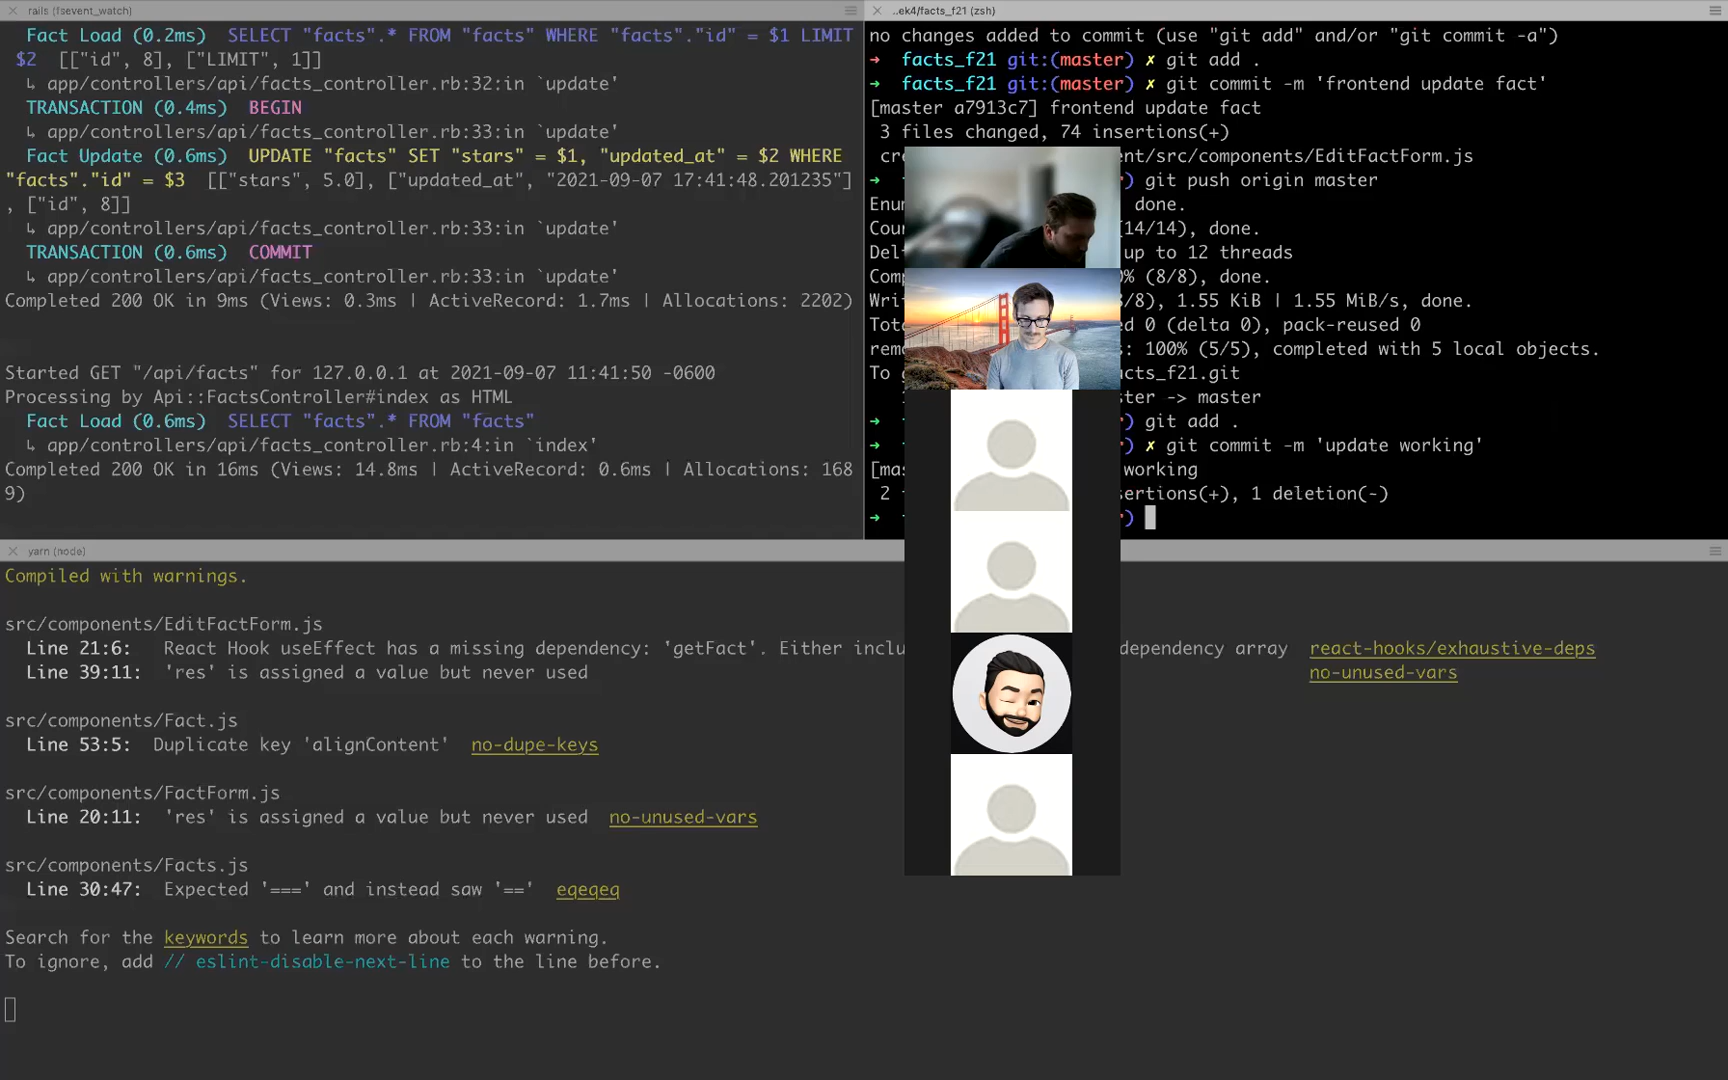 rails (fsevent_watch)
Fact Load (0.2ms)  SELECT "facts".* FROM "facts" WHERE "facts"."id" = $1 LIMIT
$2  [["id", 8], ["LIMIT", 1]]
↳ app/controllers/api/facts_controller.rb:32:in `update'
TRANSACTION (0.4ms)  BEGIN
↳ app/controllers/api/facts_controller.rb:33:in `update'
Fact Update (0.6ms)  UPDATE "facts" SET "stars" = $1, "updated_at" = $2 WHERE
"facts"."id" = $3  [["stars", 5.0], ["updated_at", "2021-09-07 17:41:48.201235"]
, ["id", 8]]
↳ app/controllers/api/facts_controller.rb:33:in `update'
TRANSACTION (0.6ms)  COMMIT
↳ app/controllers/api/facts_controller.rb:33:in `update'
Completed 200 OK in 9ms (Views: 0.3ms | ActiveRecord: 1.7ms | Allocations: 2202)
Started GET "/api/facts" for 127.0.0.1 at 2021-09-07 11:41:50 -0600
Processing by Api::FactsController#index as HTML
Fact Load (0.6ms)  SELECT "facts".* FROM "facts"
↳ app/controllers/api/facts_controller.rb:4:in `index'
Completed 200 OK in 16ms (Views: 14.8ms | ActiveRecord: 0.6ms | Allocations: 168
9)
..ek4/facts_f21 (zsh)
no changes added to commit (use "git add" and/or "git commit -a")
➜  facts_f21 git:(master) ✗ git add .
➜  facts_f21 git:(master) ✗ git commit -m 'frontend update fact'
[master a7913c7] frontend update fact
3 files changed, 74 insertions(+)
ent/src/components/EditFactForm.js
➜ ) git push origin master
done.
(14/14), done.
up to 12 threads
(8/8), done.
1.55 KiB | 1.55 MiB/s, done.
0 (delta 0), pack-reused 0
100% (5/5), completed with 5 local objects.
To cts_f21.git
ster -> master
➜ ) git add .
➜ ) ✗ git commit -m 'update working'
working
2 sertions(+), 1 deletion(-)
➜ )
yarn (node)
Compiled with warnings.
src/components/EditFactForm.js
Line 21:6:   React Hook useEffect has a missing dependency: 'getFact'. Either dependency array  react-hooks/exhaustive-deps
Line 39:11:  'res' is assigned a value but never used  no-unused-vars
src/components/Fact.js
Line 53:5:  Duplicate key 'alignContent'  no-dupe-keys
src/components/FactForm.js
Line 20:11:  'res' is assigned a value but never used  no-unused-vars
src/components/Facts.js
Line 30:47:  Expected '===' and instead saw '=='  eqeqeq
Search for the keywords to learn more about each warning.
To ignore, add // eslint-disable-next-line to the line before.